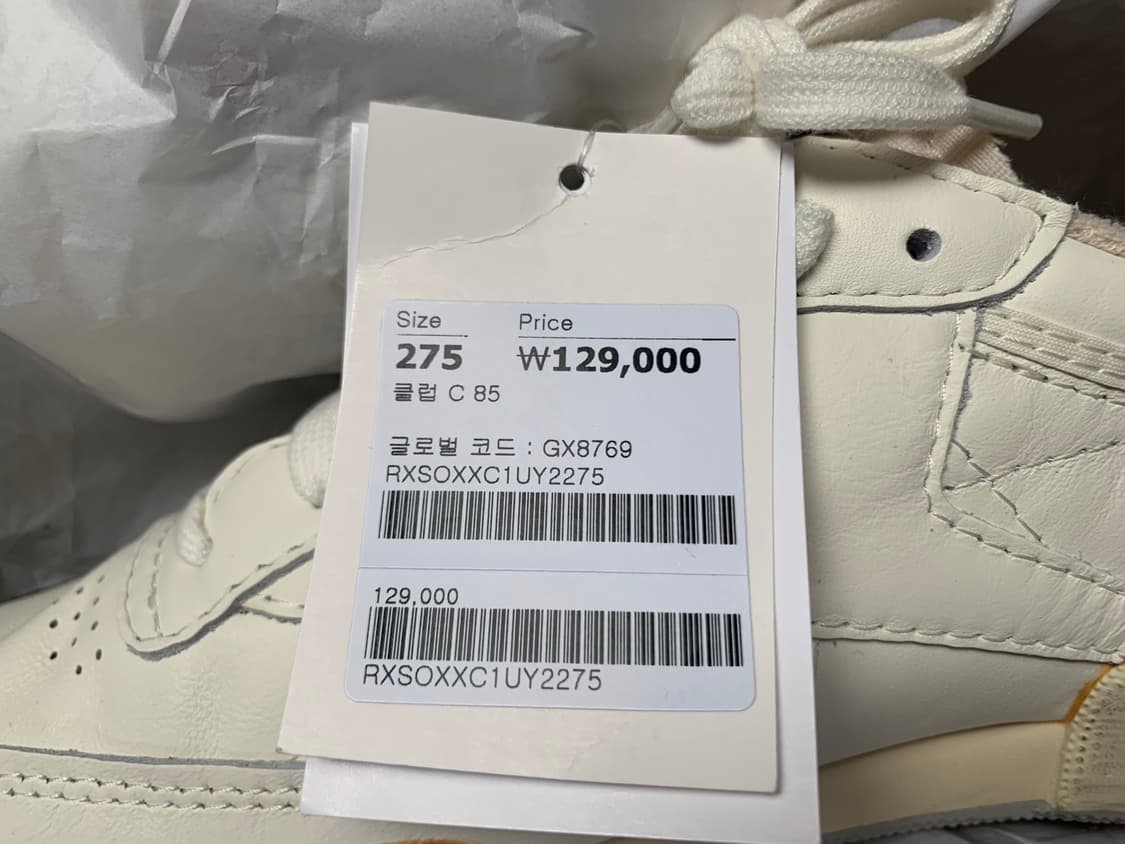 Size Price
275 ₩129,000
클럽 C 85
글로벌 코드 : GX8769
RXSOXXC1UY2275
129,000
RXSOXXC1UY2275